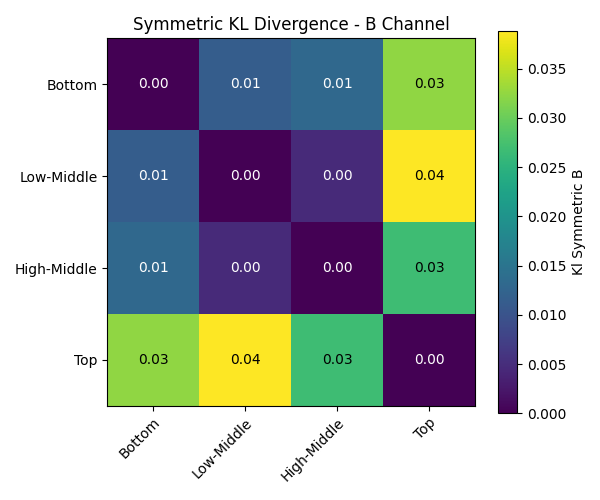 Symmetric KL Divergence - B Channel
Bottom 0.00 0.01 0.01 0.03
Low-Middle 0.01 0.00 0.00 0.04
High-Middle 0.01 0.00 0.00 0.03
Top 0.03 0.04 0.03 0.00
Bottom Low-Middle High-Middle Top
0.035
0.030
0.025
0.020
0.015
0.010
0.005
0.000
Kl Symmetric B